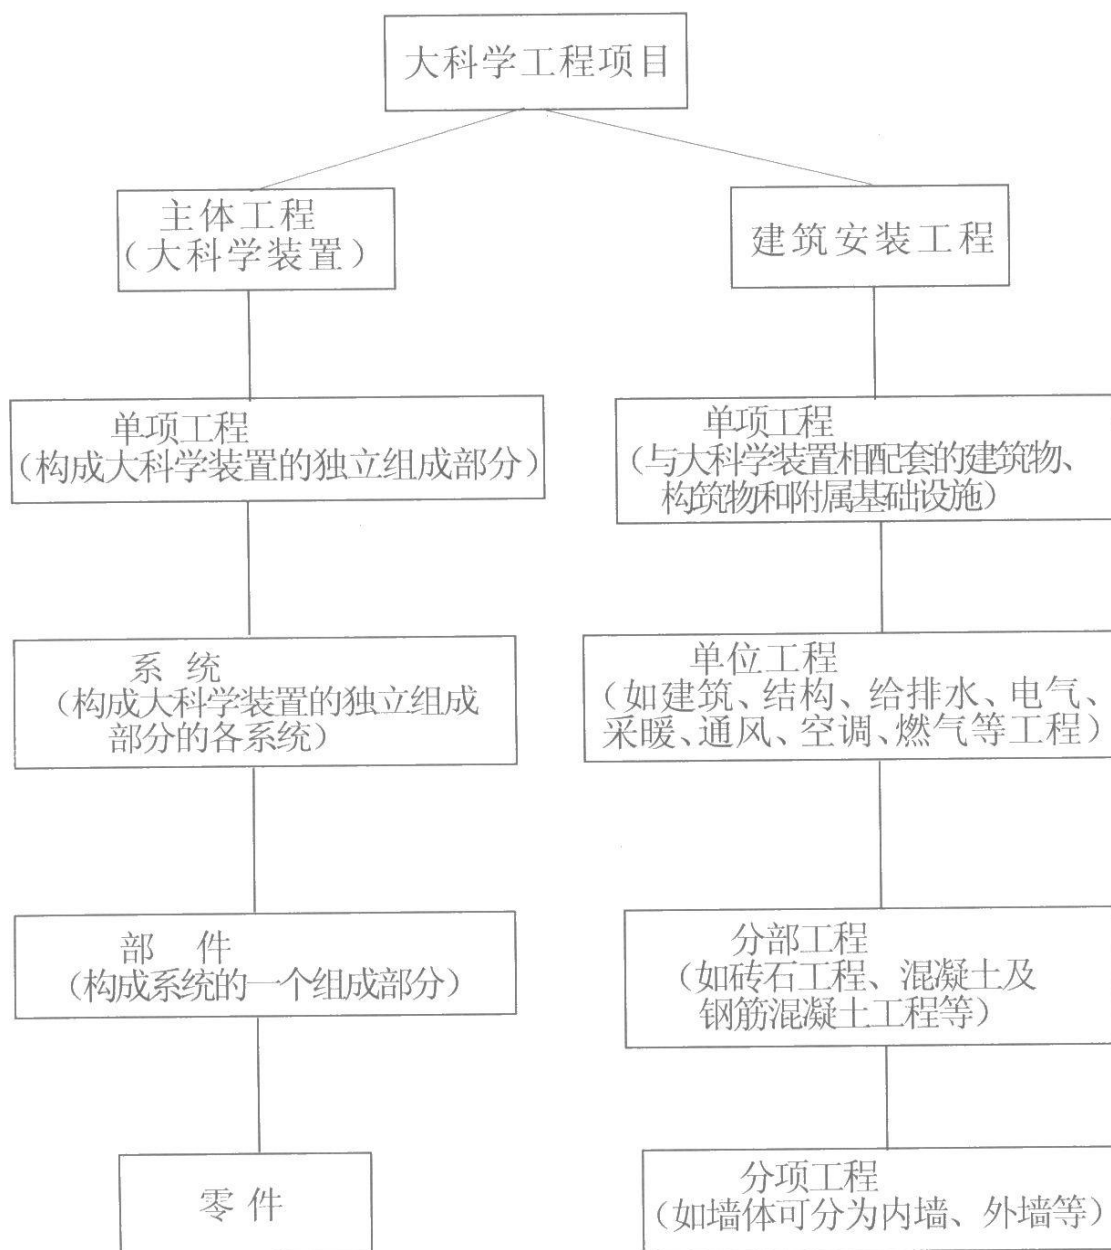 大科学工程项目
主体工程
（大科学装置）
建筑安装工程
单项工程
（构成大科学装置的独立组成部分）
单项工程
（与大科学装置相配套的建筑物、
构筑物和附属基础设施）
系 统
（构成大科学装置的独立组成
部分的各系统）
单位工程
（如建筑、结构、给排水、电气、
采暖、通风、空调、燃气等工程）
部 件
（构成系统的一个组成部分）
分部工程
（如砖石工程、混凝土及
钢筋混凝土工程等）
零件
分项工程
（如墙体可分为内墙、外墙等）